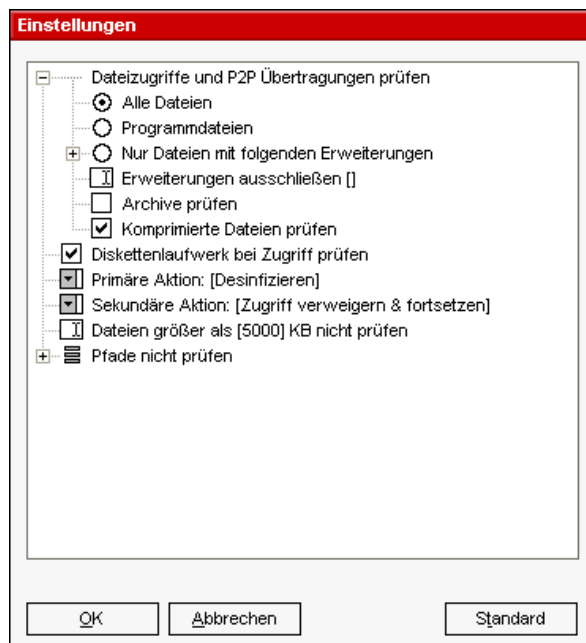 Einstellungen
Dateizugriffe und P2P Übertragungen prüfen
Alle Dateien
Programmdateien
Nur Dateien mit folgenden Erweiterungen
Erweiterungen ausschließen []
Archive prüfen
Komprimierte Dateien prüfen
Diskettenlaufwerk bei Zugriff prüfen
Primäre Aktion: [Desinfizieren]
Sekundäre Aktion: [Zugriff verweigern & fortsetzen]
Dateien größer als [5000] KB nicht prüfen
Pfade nicht prüfen
OK Abbrechen Standard